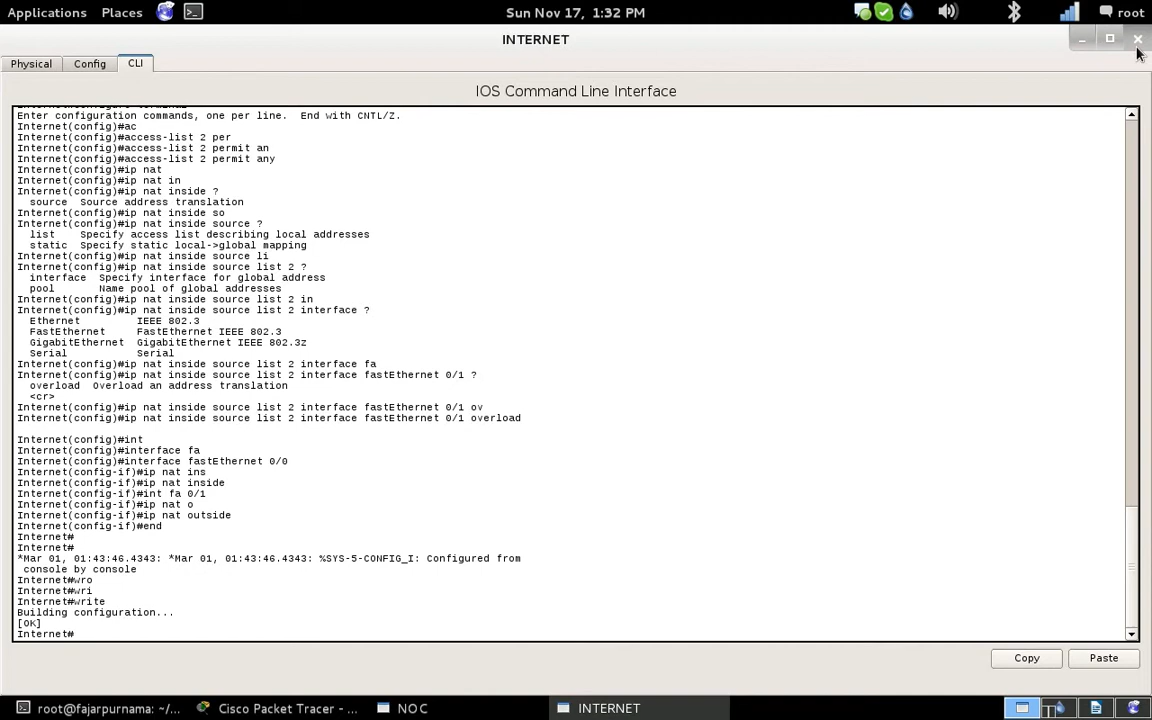 Applications Places Sun Nov 17, 1:32 PM root
INTERNET
Physical Config CLI
IOS Command Line Interface
Enter configuration commands, one per line.  End with CNTL/Z.
Internet(config)#ac
Internet(config)#access-list 2 per
Internet(config)#access-list 2 permit an
Internet(config)#access-list 2 permit any
Internet(config)#ip nat
Internet(config)#ip nat in
Internet(config)#ip nat inside ?
  source  Source address translation
Internet(config)#ip nat inside so
Internet(config)#ip nat inside source ?
  list    Specify access list describing local addresses
  static  Specify static local->global mapping
Internet(config)#ip nat inside source li
Internet(config)#ip nat inside source list 2 ?
  interface  Specify interface for global address
  pool       Name pool of global addresses
Internet(config)#ip nat inside source list 2 in
Internet(config)#ip nat inside source list 2 interface ?
  Ethernet         IEEE 802.3
  FastEthernet     FastEthernet IEEE 802.3
  GigabitEthernet  GigabitEthernet IEEE 802.3z
  Serial           Serial
Internet(config)#ip nat inside source list 2 interface fa
Internet(config)#ip nat inside source list 2 interface fastEthernet 0/1 ?
  overload  Overload an address translation
  <cr>
Internet(config)#ip nat inside source list 2 interface fastEthernet 0/1 ov
Internet(config)#ip nat inside source list 2 interface fastEthernet 0/1 overload
Internet(config)#int
Internet(config)#interface fa
Internet(config)#interface fastEthernet 0/0
Internet(config-if)#ip nat ins
Internet(config-if)#ip nat inside
Internet(config-if)#int fa 0/1
Internet(config-if)#ip nat o
Internet(config-if)#ip nat outside
Internet(config-if)#end
Internet#
Internet#
*Mar 01, 01:43:46.4343: *Mar 01, 01:43:46.4343: %SYS-5-CONFIG_I: Configured from
 console by console
Internet#wro
Internet#wri
Internet#write
Building configuration...
[OK]
Internet#
Copy Paste
root@fajarpurnama: ~/... Cisco Packet Tracer - ... NOC INTERNET